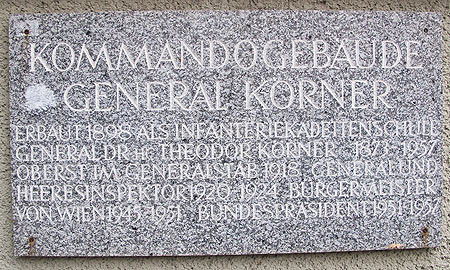 KOMMANDOGEBÄUDE
GENERAL KÖRNER
ERBAUT 1898 ALS INFANTERIEKADETTENSCHULE
GENERAL DR. H.C. THEODOR KÖRNER 1873-1957
OBERST IM GENERALSTAB 1918 GENERAL UND
HEERESINSPEKTOR 1920-1924 BÜRGERMEISTER
VON WIEN 1945-1951 BUNDESPRÄSIDENT 1951-1957